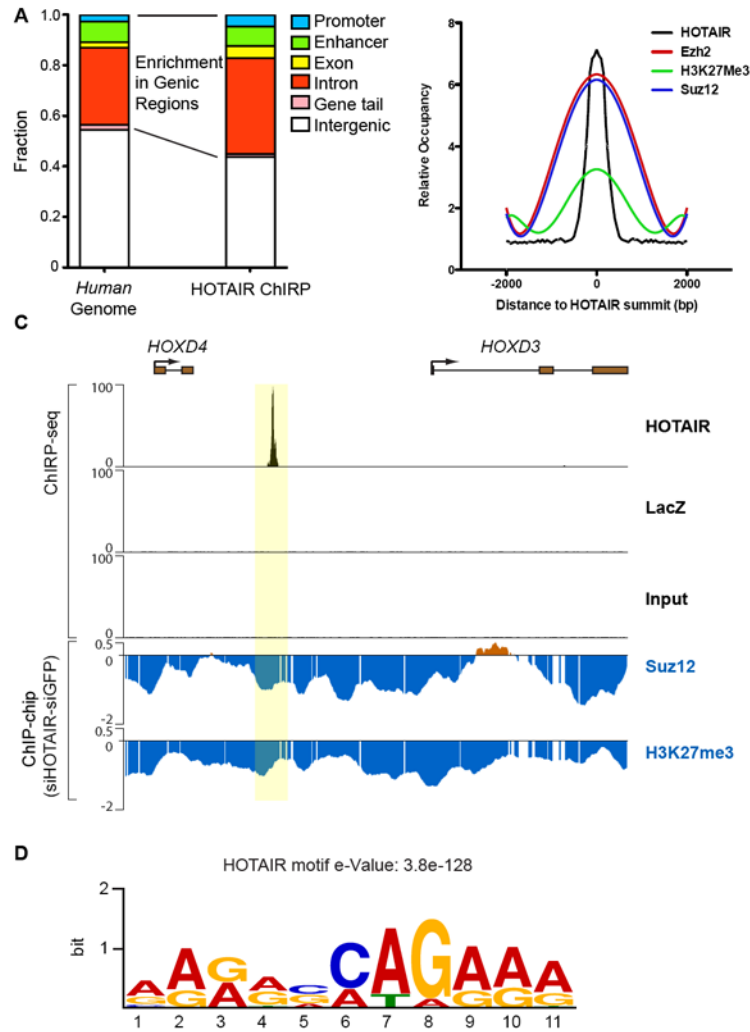 A
1.0
0.8
0.6
0.4
0.2
0
Fraction
Enrichment
in Genic
Regions
Human
Genome
HOTAIR ChIRP
Promoter
Enhancer
Exon
Intron
Gene tail
Intergenic
8
6
4
2
0
Relative Occupancy
-2000
0
2000
Distance to HOTAIR summit (bp)
HOTAIR
Ezh2
H3K27Me3
Suz12
C
HOXD4
HOXD3
ChIRP-seq
100
0
HOTAIR
100
0
LacZ
100
0
Input
ChIP-chip
(siHOTAIR-siGFP)
0.5
0
-2
Suz12
0.5
0
-2
H3K27me3
D
HOTAIR motif e-Value: 3.8e-128
2
1
bit
AAGACCAGAAA
GGAGGATAGGG
1 2 3 4 5 6 7 8 9 10 11